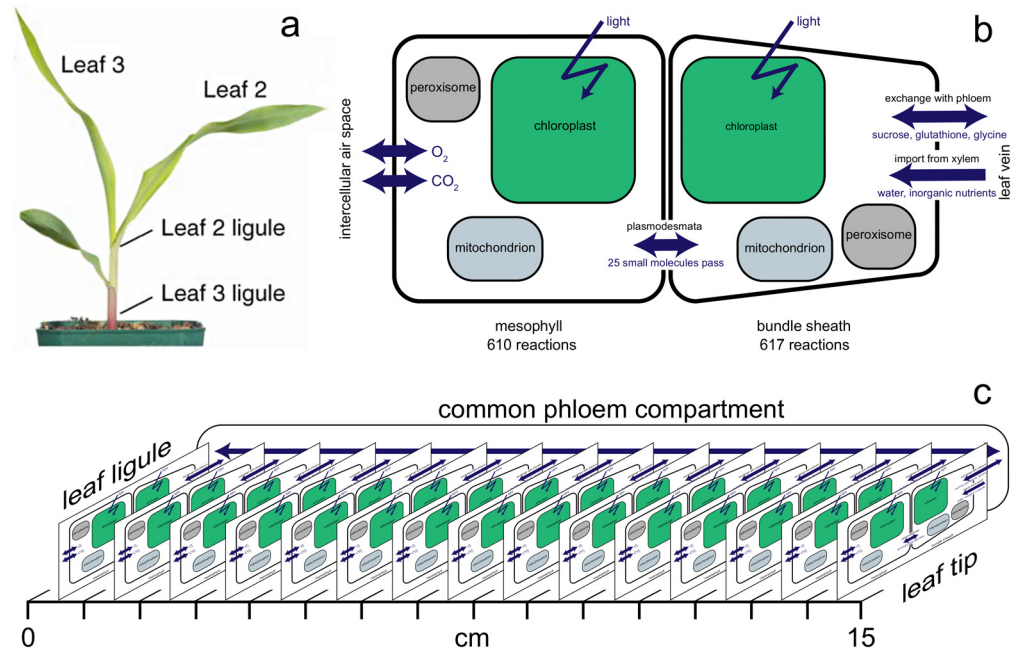 a
Leaf 3
Leaf 2
Leaf 2 ligule
Leaf 3 ligule
b
light
light
peroxisome
chloroplast
chloroplast
intercellular air space
O2
CO2
exchange with phloem
sucrose, glutathione, glycine
import from xylem
water, inorganic nutrients
leaf vein
mitochondrion
plasmodesmata
25 small molecules pass
mitochondrion
peroxisome
mesophyll
610 reactions
bundle sheath
617 reactions
c
common phloem compartment
leaf ligule
leaf tip
0
cm
15